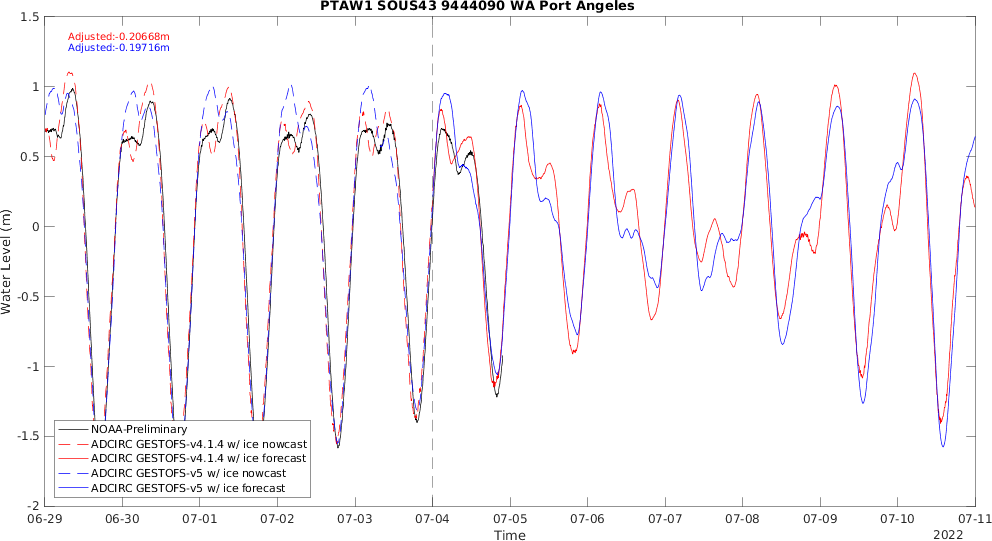 PTAW1 SOUS43 9444090 WA Port Angeles
Adjusted:-0.20668m
Adjusted:-0.19716m
1.5
1
0.5
0
-0.5
-1
-1.5
-2
Water Level (m)
NOAA-Preliminary
ADCIRC GESTOFS-v4.1.4 w/ ice nowcast
ADCIRC GESTOFS-v4.1.4 w/ ice forecast
ADCIRC GESTOFS-v5 w/ ice nowcast
ADCIRC GESTOFS-v5 w/ ice forecast
06-29 06-30 07-01 07-02 07-03 07-04 07-05 07-06 07-07 07-08 07-09 07-10 07-11
Time
2022